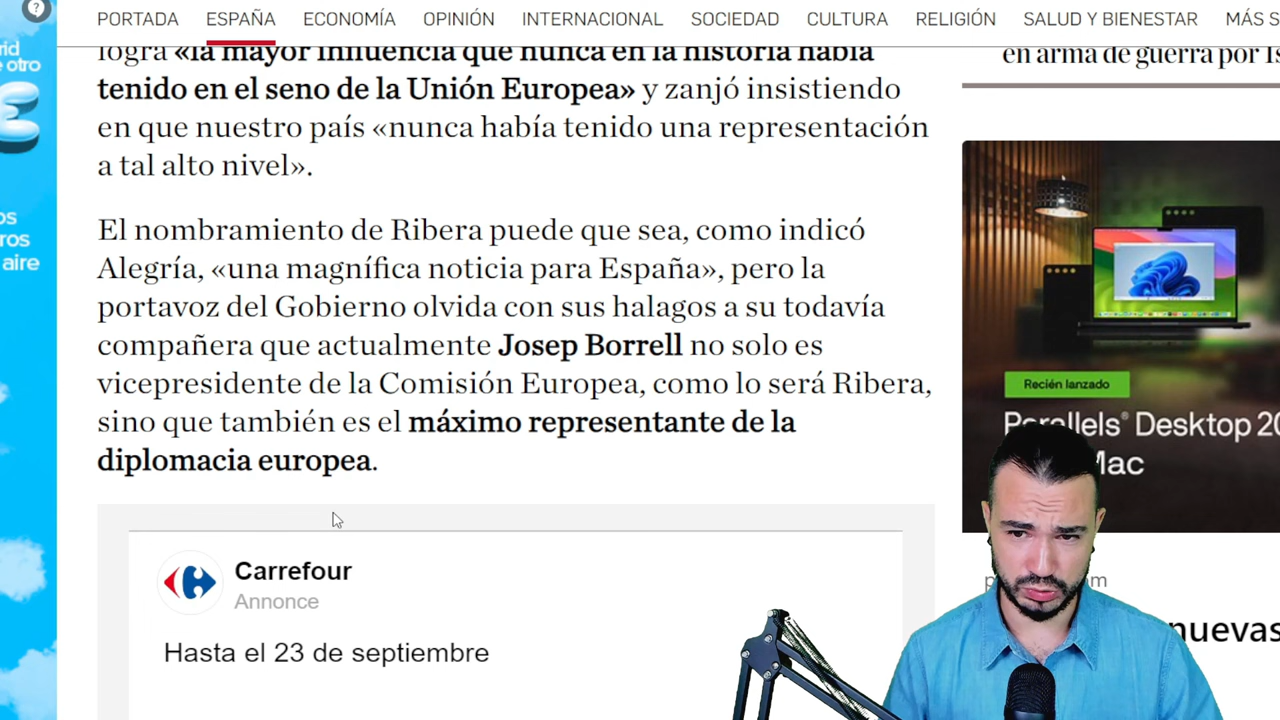 PORTADA ESPAÑA ECONOMÍA OPINIÓN INTERNACIONAL SOCIEDAD CULTURA RELIGIÓN SALUD Y BIENESTAR MÁS S
logra «la mayor influencia que nunca en la historia había
tenido en el seno de la Unión Europea» y zanjó insistiendo
en que nuestro país «nunca había tenido una representación
a tal alto nivel».
El nombramiento de Ribera puede que sea, como indicó
Alegría, «una magnífica noticia para España», pero la
portavoz del Gobierno olvida con sus halagos a su todavía
compañera que actualmente Josep Borrell no solo es
vicepresidente de la Comisión Europea, como lo será Ribera,
sino que también es el máximo representante de la
diplomacia europea.
Carrefour
Annonce
Hasta el 23 de septiembre
en arma de guerra por Is
Recién lanzado
Parallels® Desktop 20
Mac
nuevas
?
rid
e otro
€
os
ros
aire